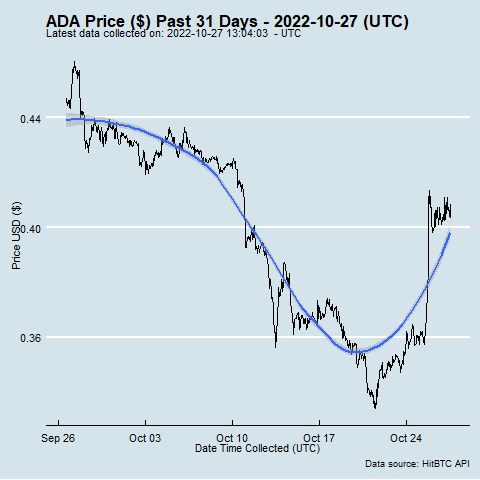 ADA Price ($) Past 31 Days - 2022-10-27 (UTC)
Latest data collected on: 2022-10-27 13:04:03  - UTC
0.44
0.40
0.36
Price USD ($)
Sep 26 Oct 03 Oct 10 Oct 17 Oct 24
Date Time Collected (UTC)
Data source: HitBTC API